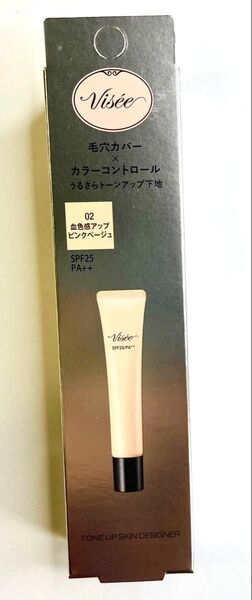 Visée
毛穴カバー
×
カラーコントロール
うるさらトーンアップ下地
02
血色感アップ
ピンクベージュ
SPF25
PA++
Visée
SPF25/PA++
TONE UP SKIN DESIGNER